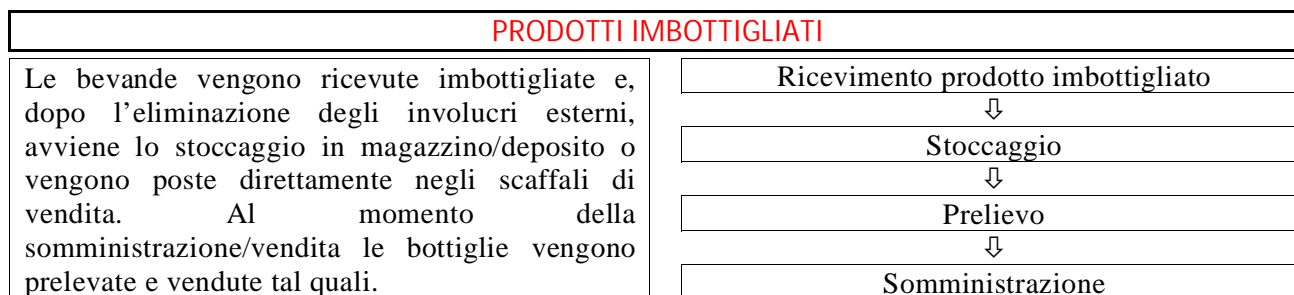 PRODOTTI IMBOTTIGLIATI
Le bevande vengono ricevute imbottigliate e,
dopo l’eliminazione degli involucri esterni,
avviene lo stoccaggio in magazzino/deposito o
vengono poste direttamente negli scaffali di
vendita. Al momento della
somministrazione/vendita le bottiglie vengono
prelevate e vendute tal quali.
Ricevimento prodotto imbottigliato
⇩
Stoccaggio
⇩
Prelievo
⇩
Somministrazione